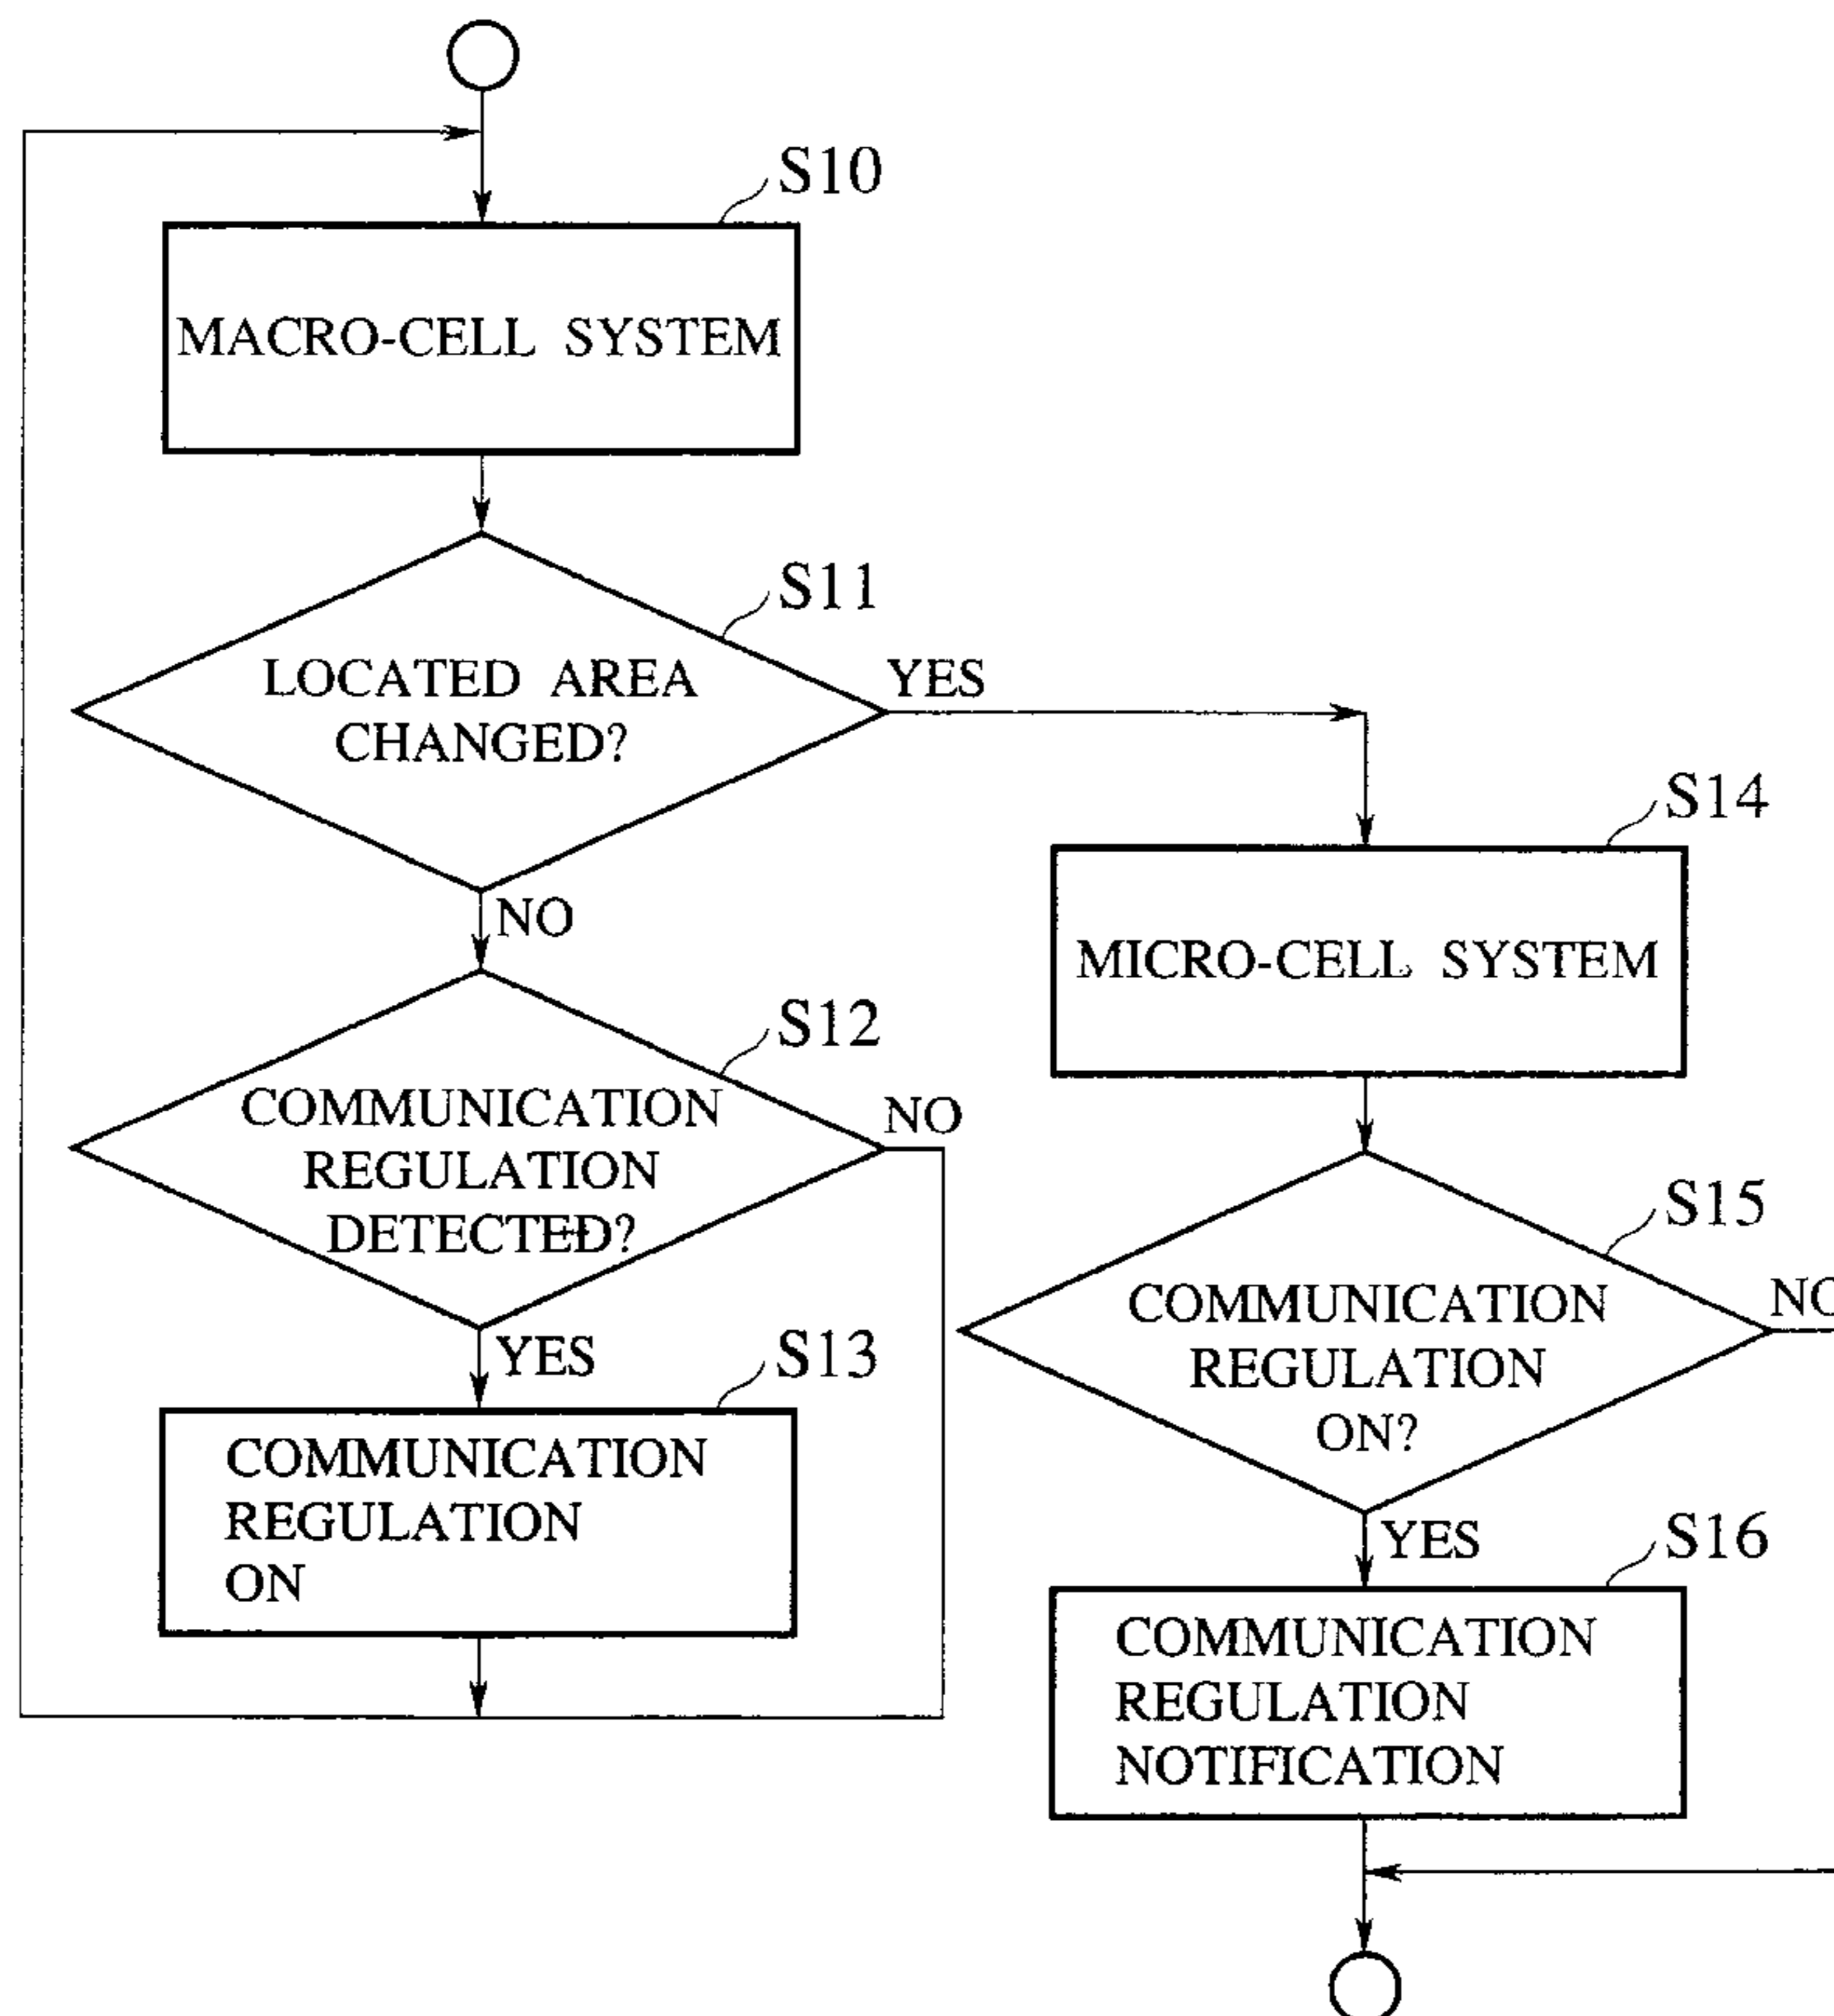 S10
MACRO-CELL SYSTEM
S11
LOCATED AREA
CHANGED?
YES
NO
S12
COMMUNICATION
REGULATION
DETECTED?
NO
YES
S13
COMMUNICATION
REGULATION
ON
S14
MICRO-CELL SYSTEM
S15
COMMUNICATION
REGULATION
ON?
NO
YES
S16
COMMUNICATION
REGULATION
NOTIFICATION